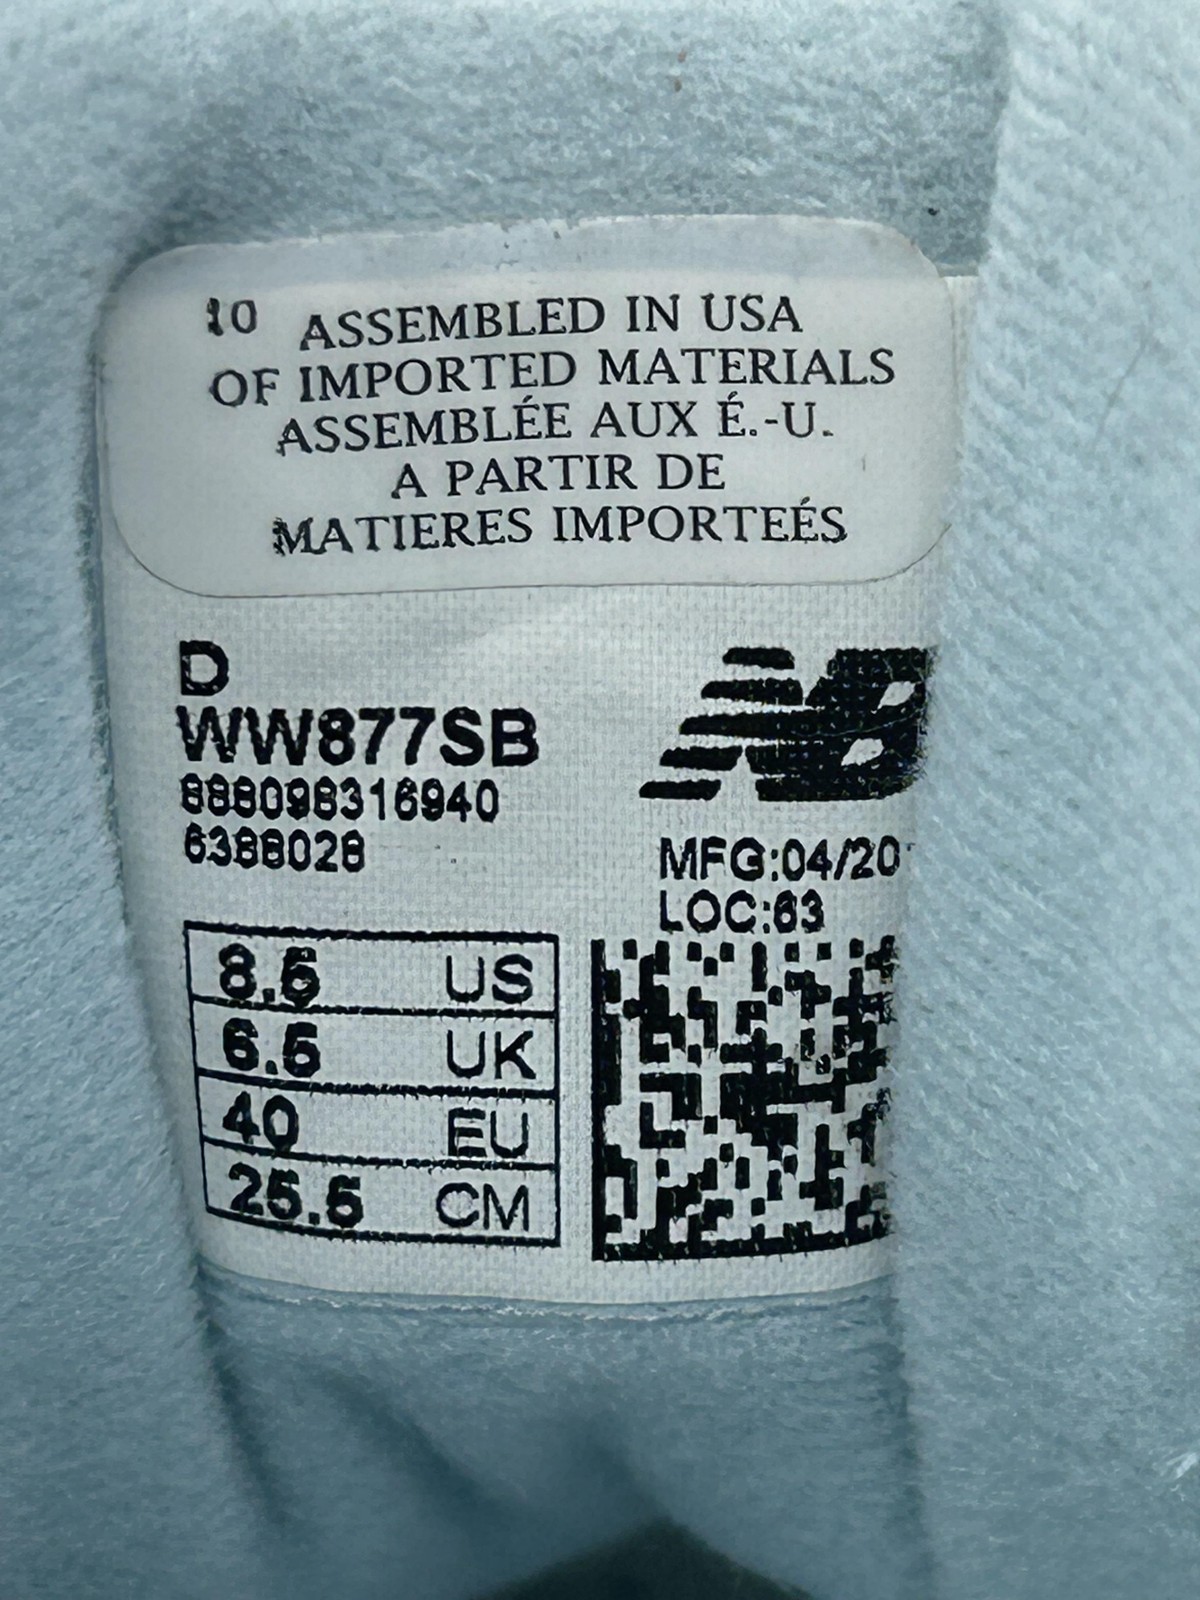 10 ASSEMBLED IN USA
OF IMPORTED MATERIALS
ASSEMBLÉE AUX É.-U.
A PARTIR DE
MATIERES IMPORTEÉS
D
WW877SB
888098316940
6388028
NB
MFG:04/20
LOC:63
8.5 US
6.5 UK
40 EU
25.5 CM